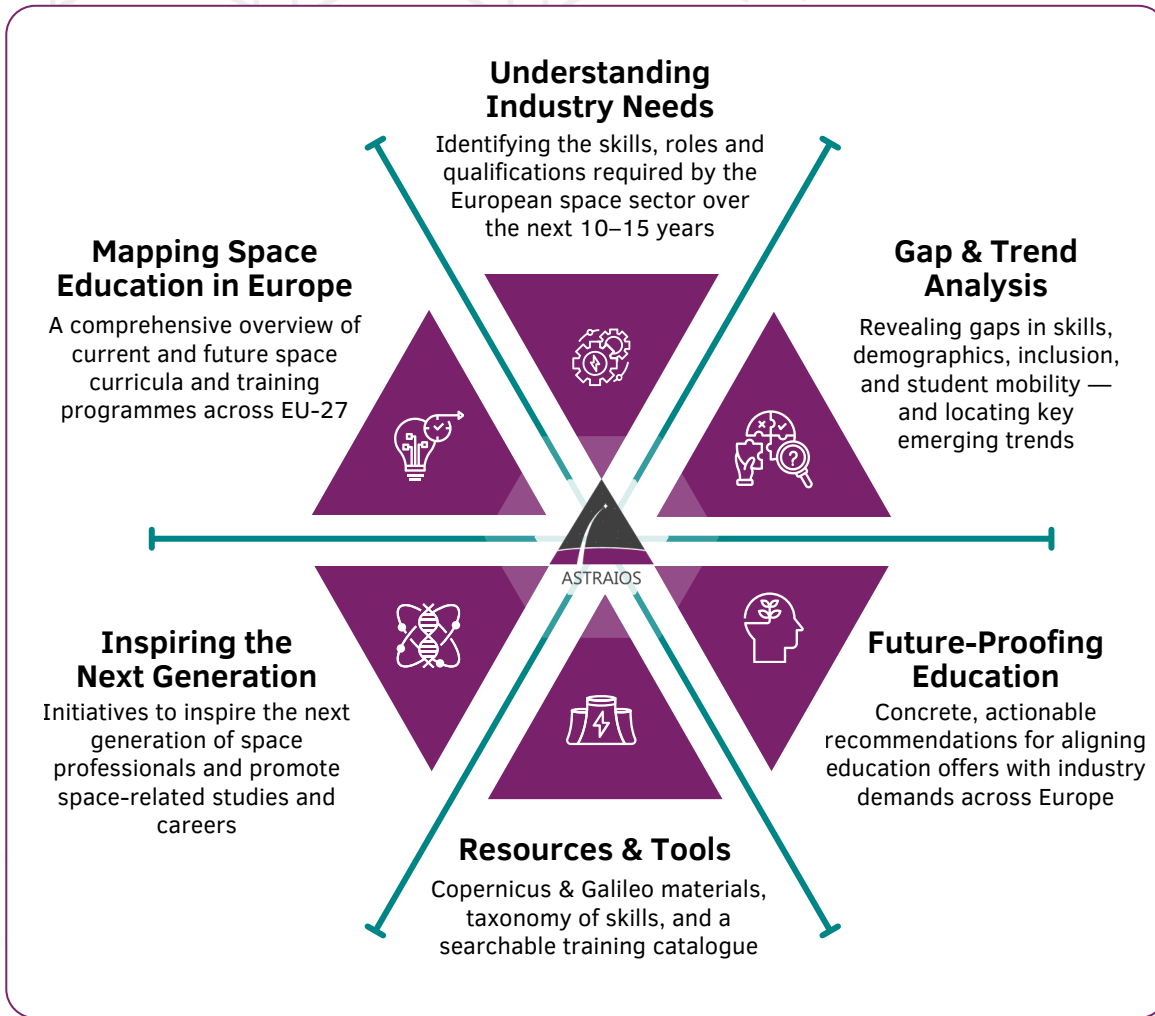 Understanding
Industry Needs
Identifying the skills, roles and
qualifications required by the
European space sector over
the next 10–15 years
Mapping Space
Education in Europe
A comprehensive overview of
current and future space
curricula and training
programmes across EU-27
Gap & Trend
Analysis
Revealing gaps in skills,
demographics, inclusion,
and student mobility —
and locating key
emerging trends
ASTRAIOS
Inspiring the
Next Generation
Initiatives to inspire the next
generation of space
professionals and promote
space-related studies and
careers
Future-Proofing
Education
Concrete, actionable
recommendations for aligning
education offers with industry
demands across Europe
Resources & Tools
Copernicus & Galileo materials,
taxonomy of skills, and a
searchable training catalogue